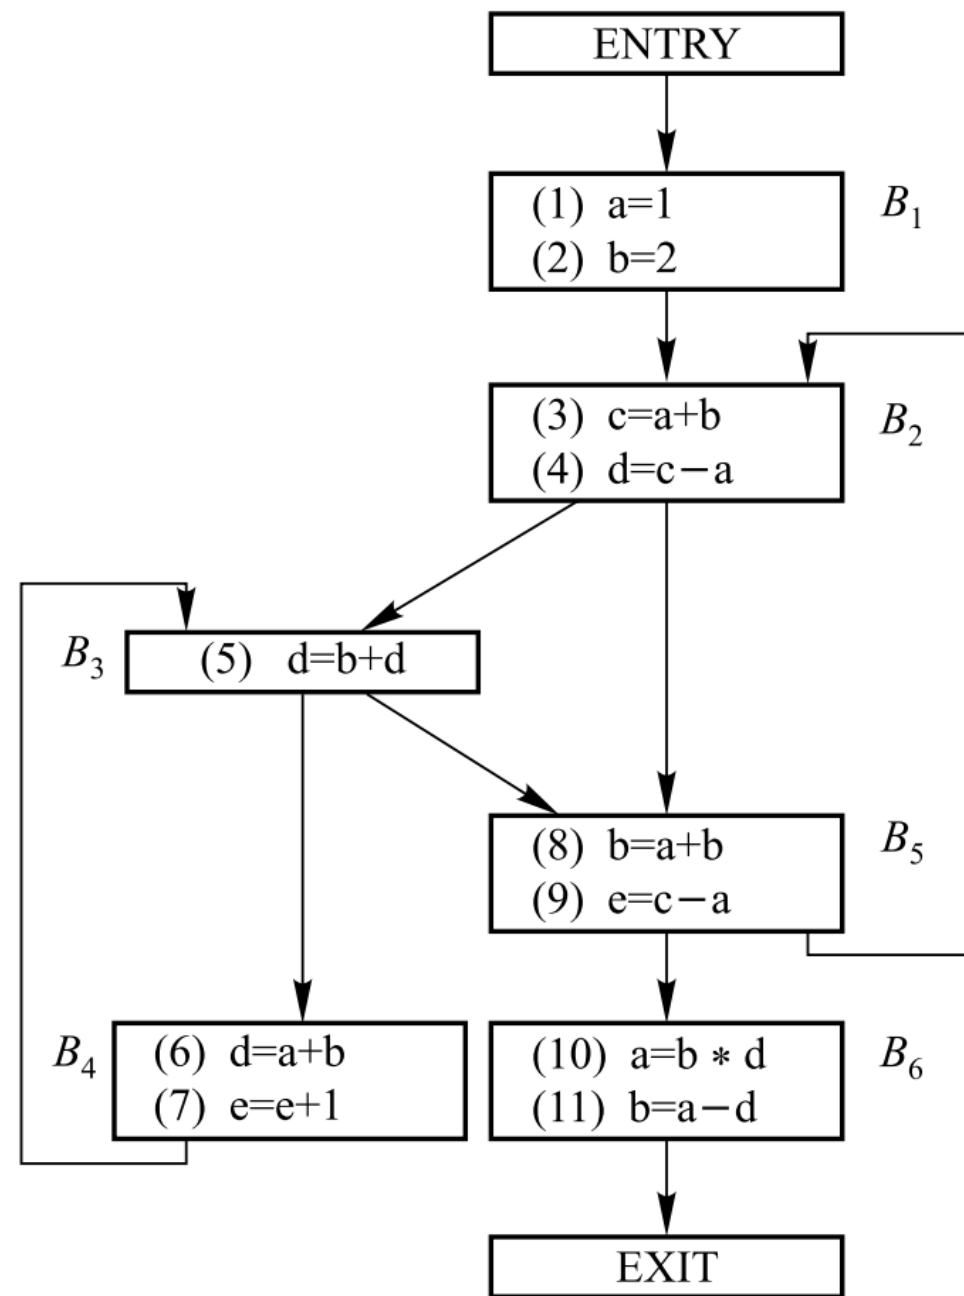 ENTRY
(1) a=1
(2) b=2
B₁
(3) c=a+b
(4) d=c−a
B₂
B₃
(5) d=b+d
(8) b=a+b
(9) e=c−a
B₅
B₄
(6) d=a+b
(7) e=e+1
(10) a=b * d
(11) b=a−d
B₆
EXIT